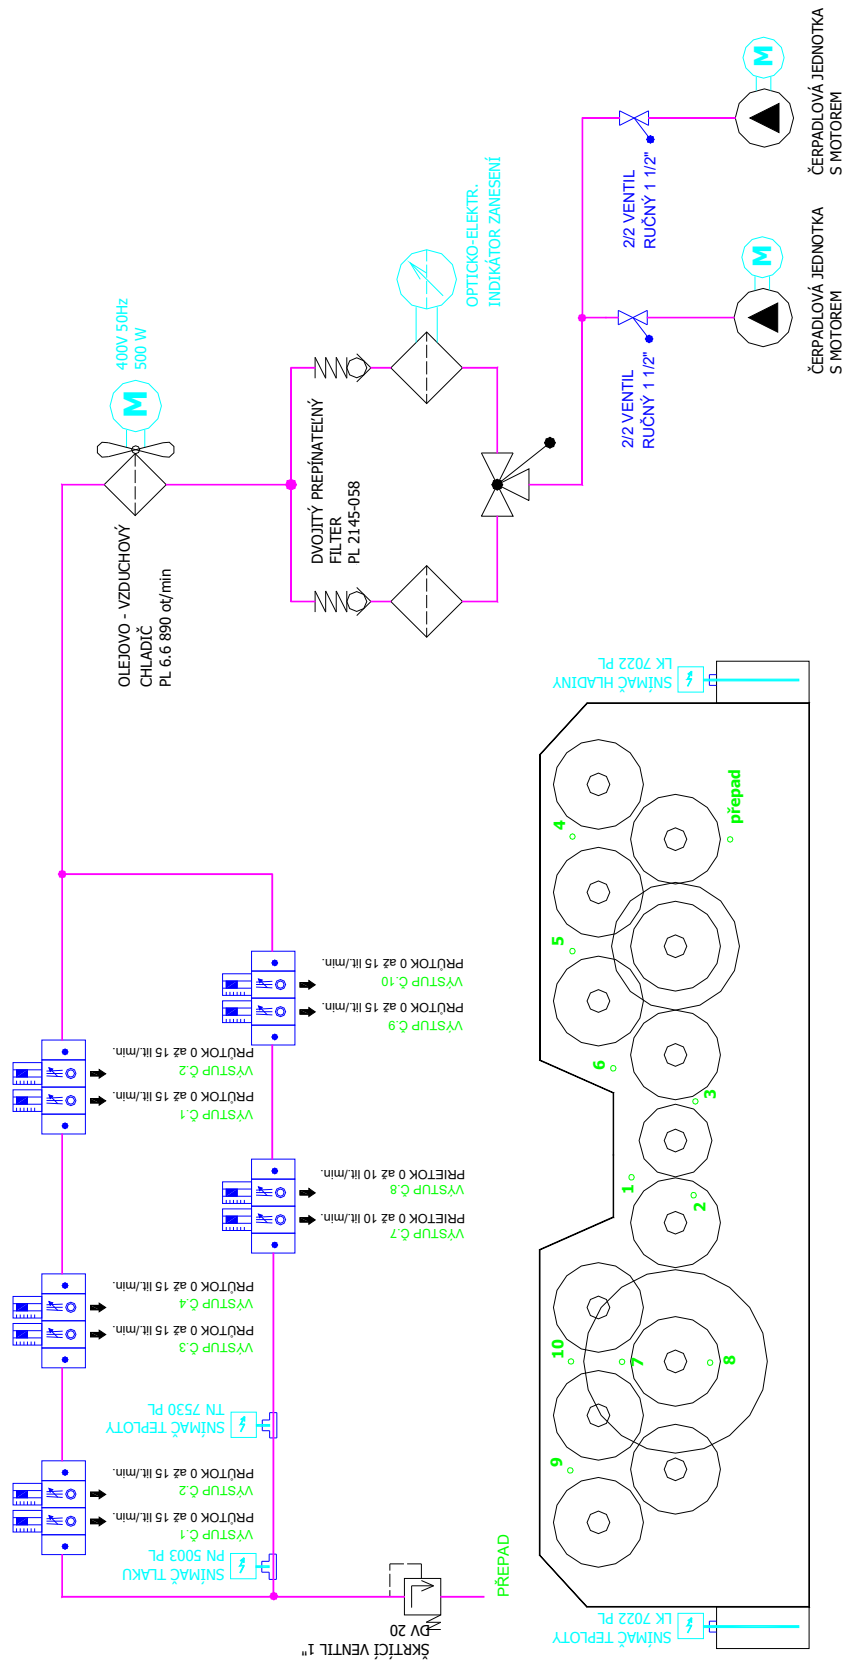 400V 50Hz
500 W
M
OLEJOVO - VZDUCHOVÝ
CHLADIČ
PL 6.6 890 ot/min
OPTICKO-ELEKTR.
INDIKÁTOR ZANESENÍ
DVOJITÝ PREPÍNATEĽNÝ
FILTER
PL 2145-058
2/2 VENTIL
RUČNÝ 1 1/2"
2/2 VENTIL
RUČNÝ 1 1/2"
M
ČERPADLOVÁ JEDNOTKA
S MOTOREM
M
ČERPADLOVÁ JEDNOTKA
S MOTOREM
PRŮTOK 0 až 15 lit./min.
VÝSTUP Č.2
PRŮTOK 0 až 15 lit./min.
VÝSTUP Č.1
PRŮTOK 0 až 15 lit./min.
VÝSTUP Č.4
PRŮTOK 0 až 15 lit./min.
VÝSTUP Č.3
PRŮTOK 0 až 15 lit./min.
VÝSTUP Č.2
PRŮTOK 0 až 15 lit./min.
VÝSTUP Č.1
PRŮTOK 0 až 15 lit./min.
VÝSTUP Č.10
PRŮTOK 0 až 15 lit./min.
VÝSTUP Č.9
PRIETOK 0 až 10 lit./min.
VÝSTUP Č.8
PRIETOK 0 až 10 lit./min.
VÝSTUP Č.7
SNÍMAČ TEPLOTY
TN 7530 PL
SNÍMAČ TLAKU
PN 5003 PL
ŠKRTÍCÍ VENTIL 1"
DV 20
PŘEPAD
SNÍMAČ HLADINY
LK 7022 PL
SNÍMAČ TEPLOTY
LK 7022 PL
4
5
6
přepad
3
1
2
10
7
8
9